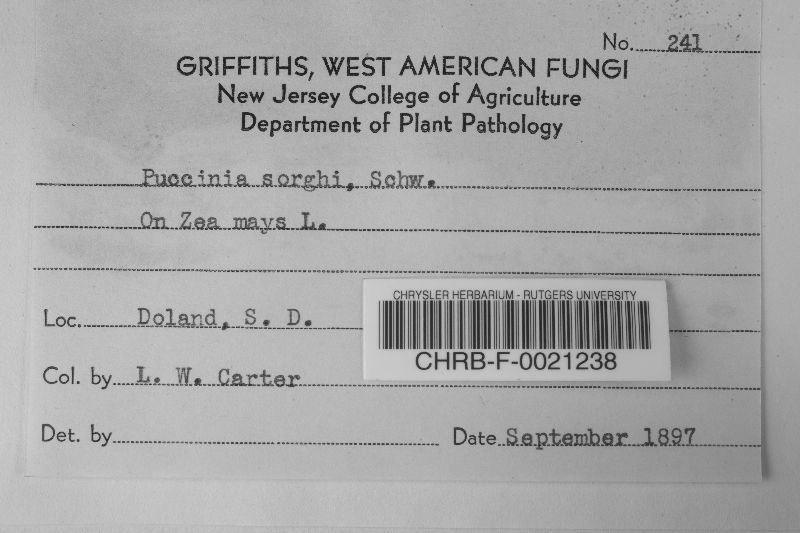 No. 241
GRIFFITHS, WEST AMERICAN FUNGI
New Jersey College of Agriculture
Department of Plant Pathology
Puccinia sorghi, Schw.
On Zea mays L.
Loc. Doland, S. D.
CHRYSLER HERBARIUM - RUTGERS UNIVERSITY
CHRB-F-0021238
Col. by L. W. Carter
Det. by
Date September 1897